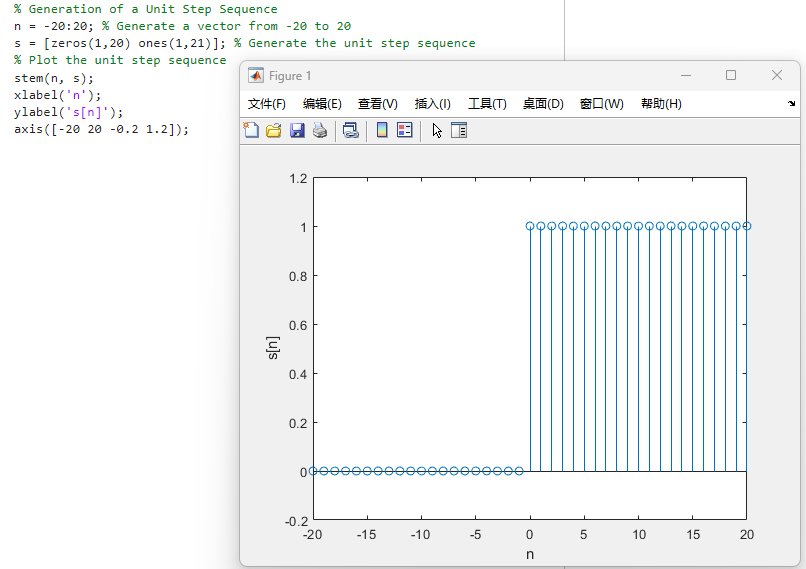 % Generation of a Unit Step Sequence
n = -20:20; % Generate a vector from -20 to 20
s = [zeros(1,20) ones(1,21)]; % Generate the unit step sequence
% Plot the unit step sequence
stem(n, s);
xlabel('n');
ylabel('s[n]');
axis([-20 20 -0.2 1.2]);
Figure 1
文件(F) 编辑(E) 查看(V) 插入(I) 工具(T) 桌面(D) 窗口(W) 帮助(H)
1.2
1
0.8
0.6
0.4
0.2
0
-0.2
s[n]
-20 -15 -10 -5 0 5 10 15 20
n